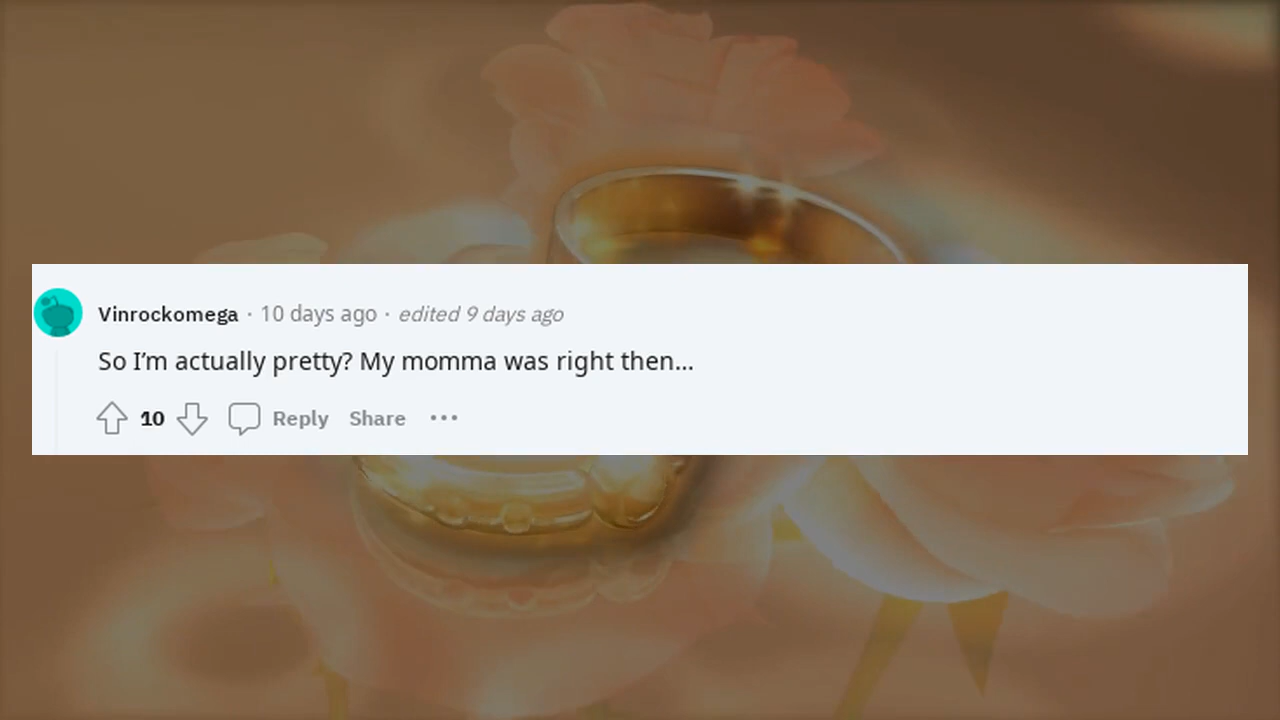 Vinrockomega · 10 days ago · edited 9 days ago
So I’m actually pretty? My momma was right then...
10 Reply Share ···